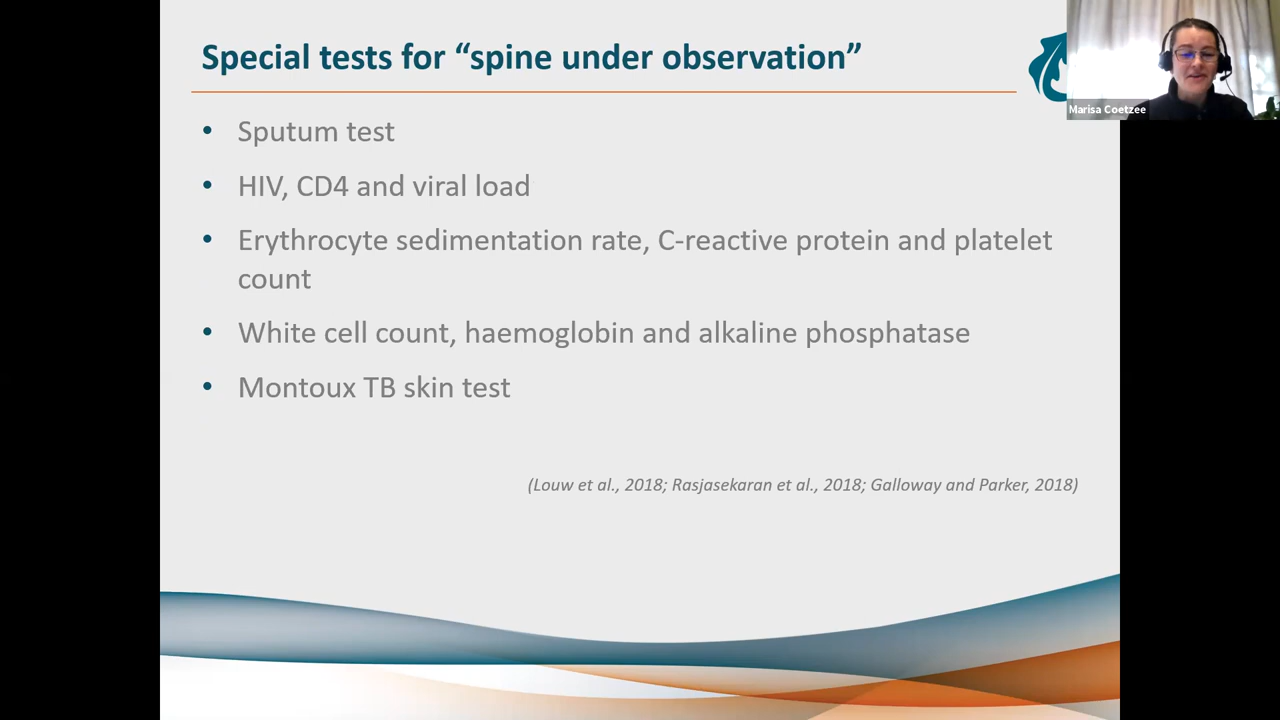 Special tests for “spine under observation”
Marisa Coetzee
• Sputum test
• HIV, CD4 and viral load
• Erythrocyte sedimentation rate, C-reactive protein and platelet
count
• White cell count, haemoglobin and alkaline phosphatase
• Montoux TB skin test
(Louw et al., 2018; Rasjasekaran et al., 2018; Galloway and Parker, 2018)